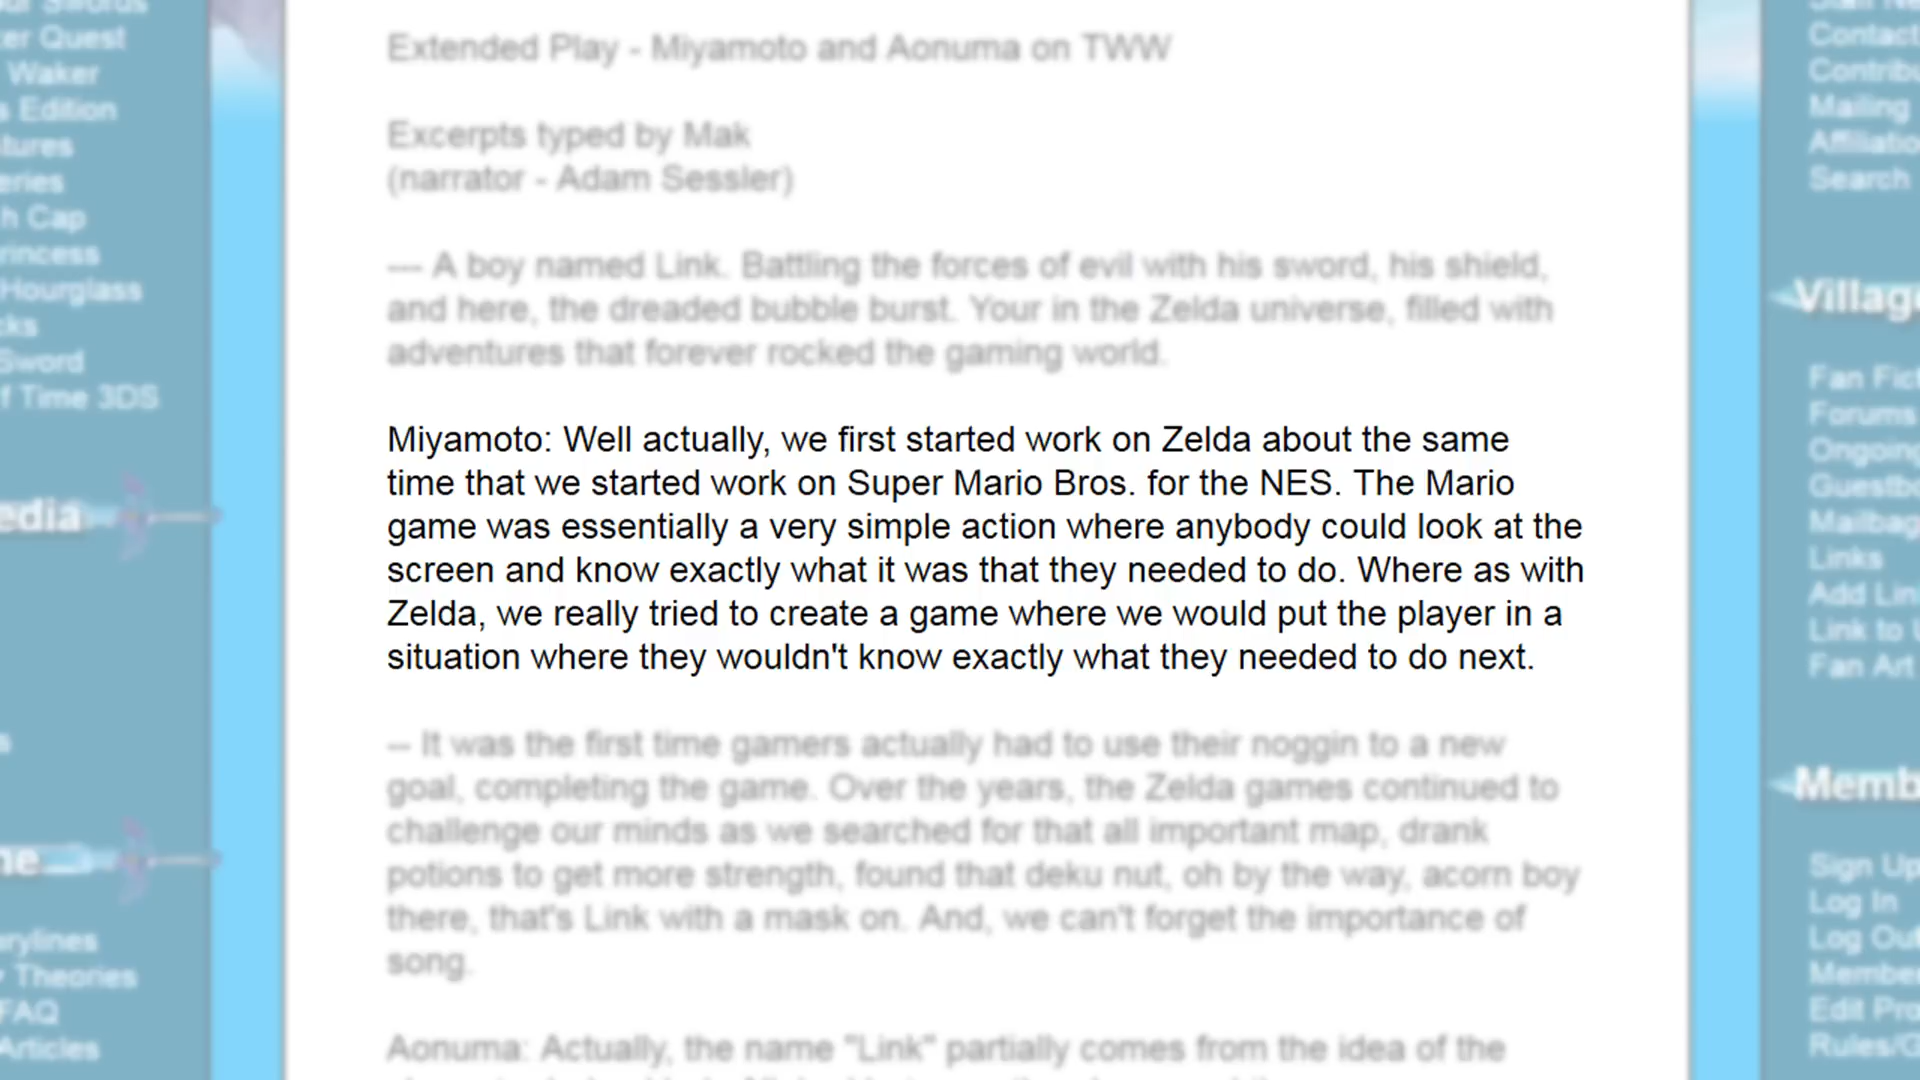 Extended Play - Miyamoto and Aonuma on TWW
Excerpts typed by Mak
(narrator - Adam Sessler)
--- A boy named Link. Battling the forces of evil with his sword, his shield,
and here, the dreaded bubble burst. Your in the Zelda universe, filled with
adventures that forever rocked the gaming world.
Miyamoto: Well actually, we first started work on Zelda about the same
time that we started work on Super Mario Bros. for the NES. The Mario
game was essentially a very simple action where anybody could look at the
screen and know exactly what it was that they needed to do. Where as with
Zelda, we really tried to create a game where we would put the player in a
situation where they wouldn't know exactly what they needed to do next.
-- It was the first time gamers actually had to use their noggin to a new
goal, completing the game. Over the years, the Zelda games continued to
challenge our minds as we searched for that all important map, drank
potions to get more strength, found that deku nut, oh by the way, acorn boy
there, that's Link with a mask on. And, we can't forget the importance of
song.
Aonuma: Actually, the name "Link" partially comes from the idea of the
Quest
Waker
Edition
Cap
Hourglass
Sword
Time 3DS
Theories
FAQ
Articles
Contact
Mailing
Search
Forums
Links
Link to
Fan Art
Sign Up
Log In
Log
Edit